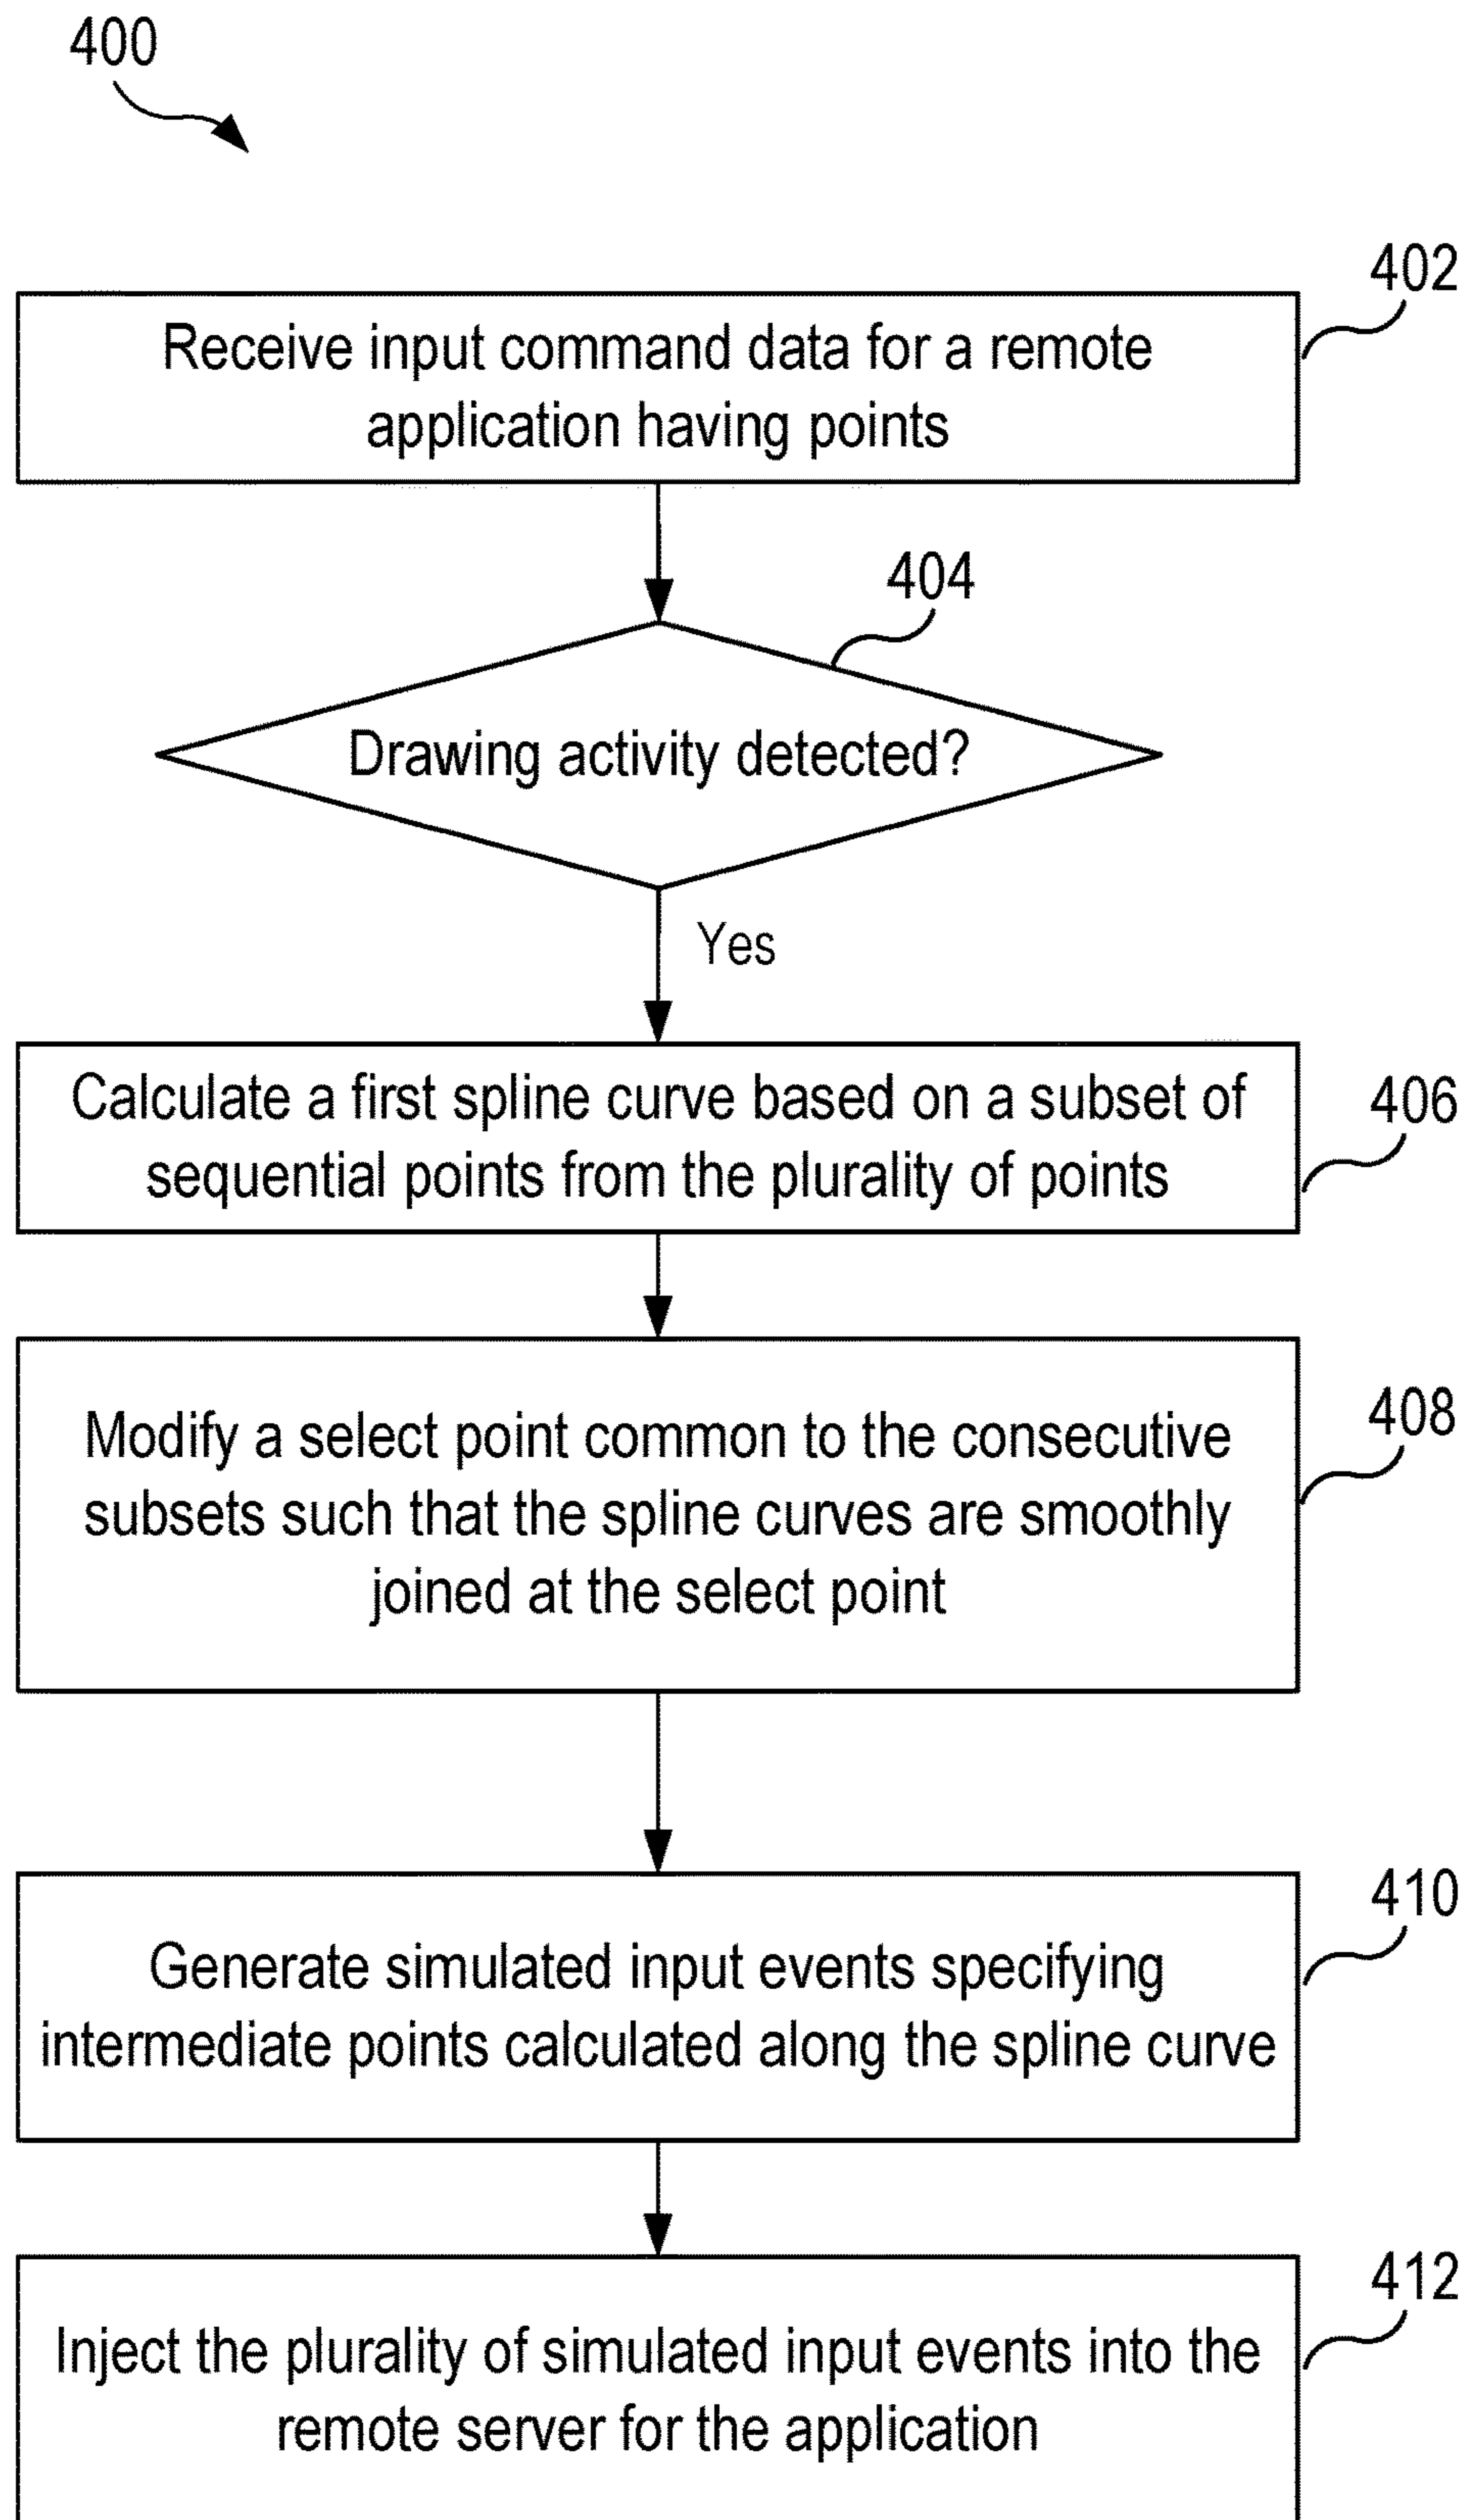 400
402
Receive input command data for a remote
application having points
404
Drawing activity detected?
Yes
Calculate a first spline curve based on a subset of
sequential points from the plurality of points
406
Modify a select point common to the consecutive
subsets such that the spline curves are smoothly
joined at the select point
408
410
Generate simulated input events specifying
intermediate points calculated along the spline curve
412
Inject the plurality of simulated input events into the
remote server for the application